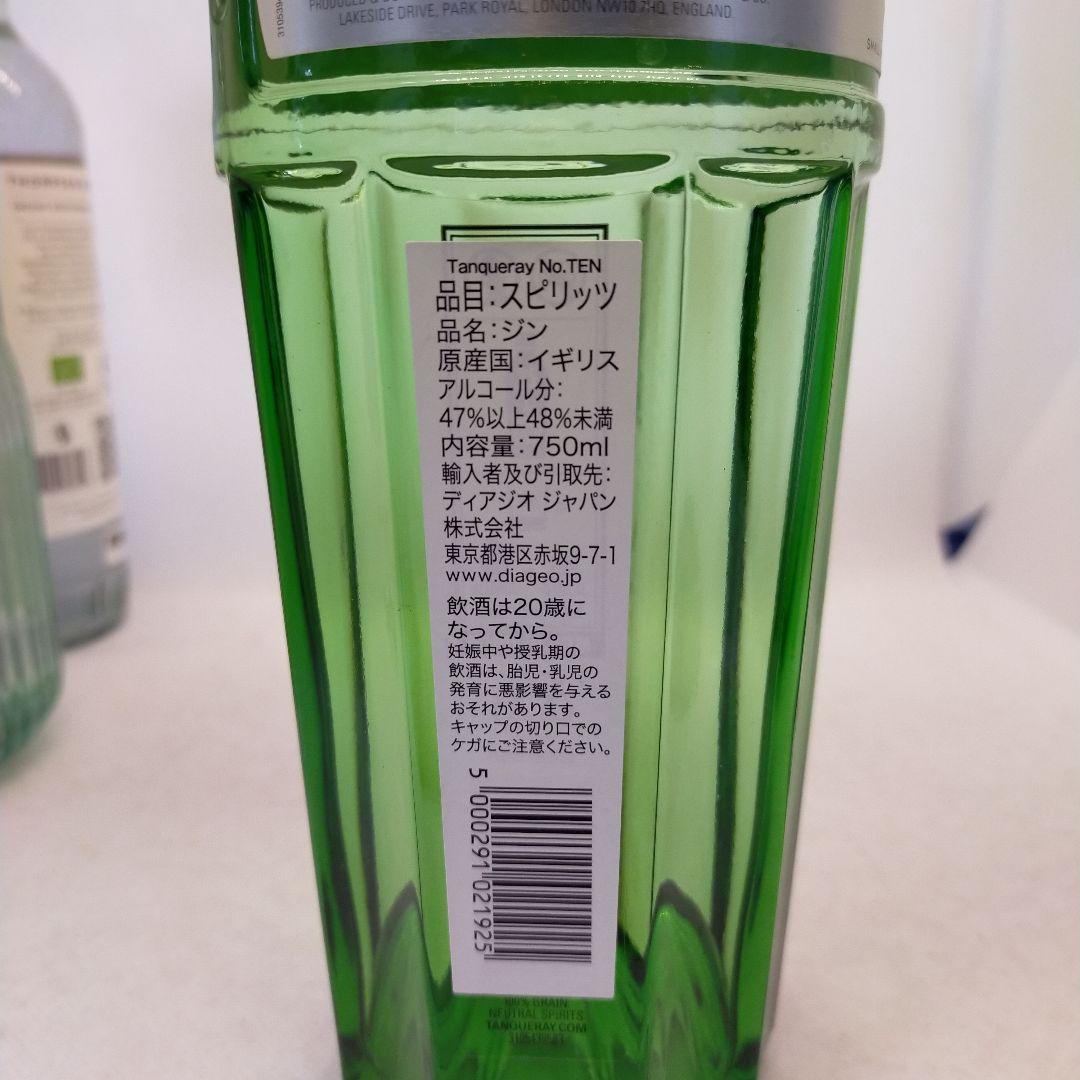 LAKESIDE DRIVE, PARK ROYAL, LONDON NW10 7HQ, ENGLAND.
Tanqueray No.TEN
品目：スピリッツ
品名：ジン
原産国：イギリス
アルコール分：
47%以上48%未満
内容量：750ml
輸入者及び引取先：
ディアジオ ジャパン
株式会社
東京都港区赤坂9-7-1
www.diageo.jp
飲酒は20歳に
なってから。
妊娠中や授乳期の
飲酒は、胎児・乳児の
発育に悪影響を与える
おそれがあります。
キャップの切り口での
ケガにご注意ください。
5 000291 021925
100% GRAIN
NEUTRAL SPIRITS
TANQUERAY.COM